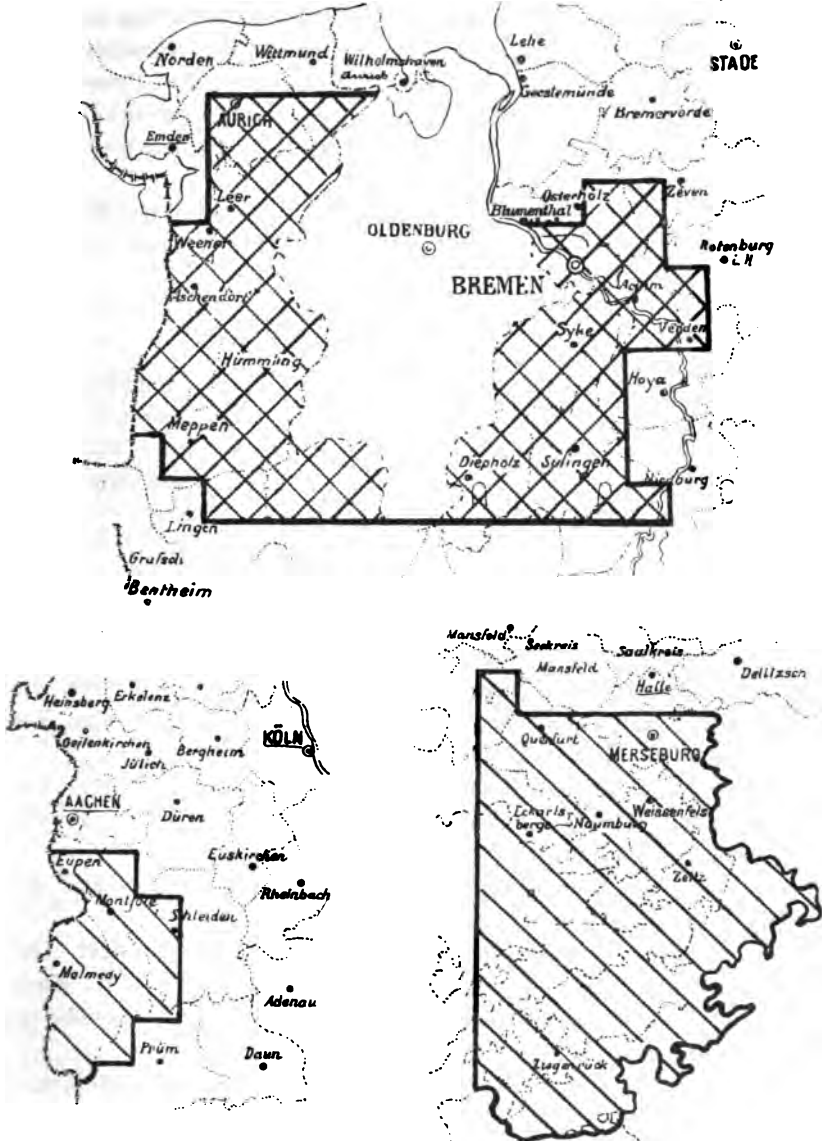 Norden
Wittmund
Wilhelmshaven
Aurich
Lehe
STADE
Geestemünde
Bremervörde
AURICH
Emden
Leer
Osterholz
Zeven
Blumenthal
Weener
OLDENBURG
Rotenburg
i. H
BREMEN
Aschendorf
Achim
Syke
Verden
Hümmling
Hoya
Meppen
Diepholz
Sulingen
Nienburg
Lingen
Grafsch
Bentheim
Mansfeld
Seekreis
Saalkreis
Mansfeld
Delitzsch
Halle
Heinsberg
Erkelenz
Geilenkirchen
Jülich
Bergheim
KÖLN
Querfurt
MERSEBURG
AACHEN
Düren
Eckarts-
berga
Naumburg
Weissenfels
Eupen
Euskirchen
Zeitz
Montjoie
Rheinbach
Schleiden
Malmedy
Adenau
Prüm
Daun
Ziegenrück